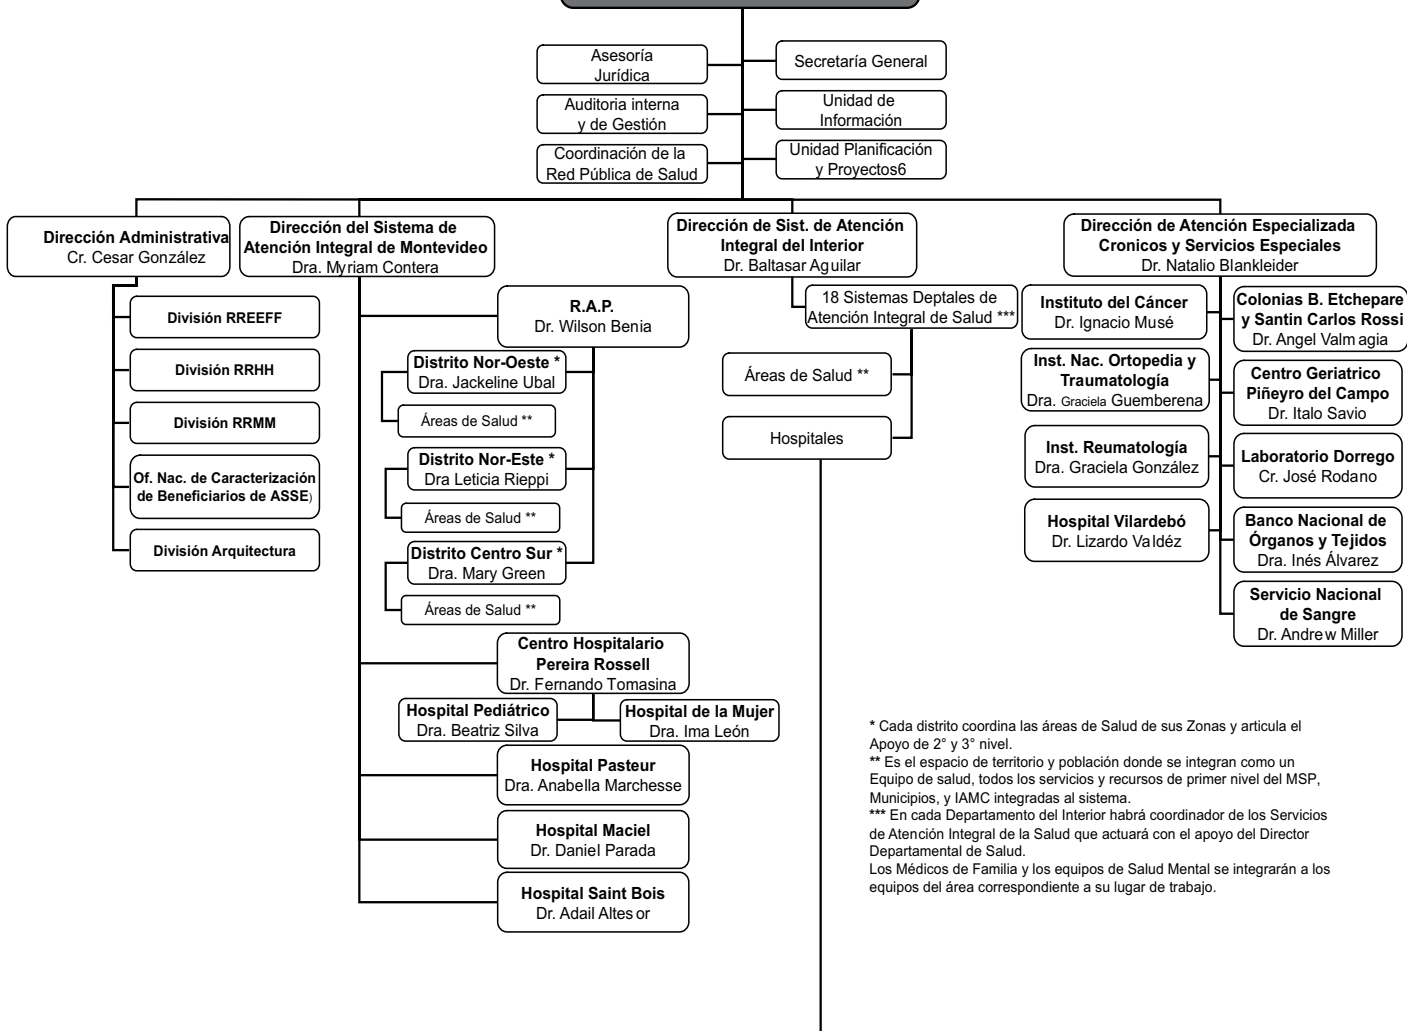 Asesoría
Jurídica
Secretaría General
Auditoria interna
y de Gestión
Unidad de
Información
Coordinación de la
Red Pública de Salud
Unidad Planificación
y Proyectos6
Dirección Administrativa
Cr. Cesar González
Dirección del Sistema de
Atención Integral de Montevideo
Dra. Myriam Contera
Dirección de Sist. de Atención
Integral del Interior
Dr. Baltasar Aguilar
Dirección de Atención Especializada
Cronicos y Servicios Especiales
Dr. Natalio Blankleider
División RREEFF
División RRHH
División RRMM
Of. Nac. de Caracterización
de Beneficiarios de ASSE)
División Arquitectura
R.A.P.
Dr. Wilson Benia
Distrito Nor-Oeste *
Dra. Jackeline Ubal
Áreas de Salud **
Distrito Nor-Este *
Dra Leticia Rieppi
Áreas de Salud **
Distrito Centro Sur *
Dra. Mary Green
Áreas de Salud **
Centro Hospitalario
Pereira Rossell
Dr. Fernando Tomasina
Hospital Pediátrico
Dra. Beatriz Silva
Hospital de la Mujer
Dra. Ima León
Hospital Pasteur
Dra. Anabella Marchesse
Hospital Maciel
Dr. Daniel Parada
Hospital Saint Bois
Dr. Adail Altesor
18 Sistemas Deptales de
Atención Integral de Salud ***
Áreas de Salud **
Hospitales
Instituto del Cáncer
Dr. Ignacio Musé
Inst. Nac. Ortopedia y
Traumatología
Dra. Graciela Guemberena
Inst. Reumatología
Dra. Graciela González
Hospital Vilardebó
Dr. Lizardo Valdéz
Colonias B. Etchepare
y Santin Carlos Rossi
Dr. Angel Valmagia
Centro Geriatrico
Piñeyro del Campo
Dr. Italo Savio
Laboratorio Dorrego
Cr. José Rodano
Banco Nacional de
Órganos y Tejidos
Dra. Inés Álvarez
Servicio Nacional
de Sangre
Dr. Andrew Miller
* Cada distrito coordina las áreas de Salud de sus Zonas y articula el
Apoyo de 2° y 3° nivel.
** Es el espacio de territorio y población donde se integran como un
Equipo de salud, todos los servicios y recursos de primer nivel del MSP,
Municipios, y IAMC integradas al sistema.
*** En cada Departamento del Interior habrá coordinador de los Servicios
de Atención Integral de la Salud que actuará con el apoyo del Director
Departamental de Salud.
Los Médicos de Familia y los equipos de Salud Mental se integrarán a los
equipos del área correspondiente a su lugar de trabajo.